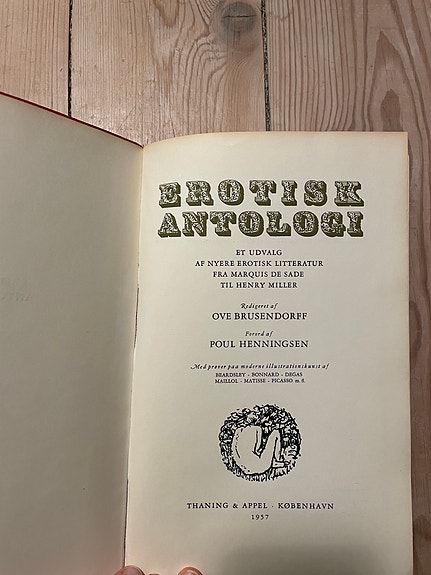 EROTISK
ANTOLOGI
ET UDVALG
AF NYERE EROTISK LITTERATUR
FRA MARQUIS DE SADE
TIL HENRY MILLER
Redigeret af
OVE BRUSENDORFF
Forord af
POUL HENNINGSEN
Med prøver paa moderne illustrationskunst af
BEARDSLEY - BONNARD - DEGAS
MAILLOL - MATISSE - PICASSO m. fl.
THANING & APPEL · KØBENHAVN
1957